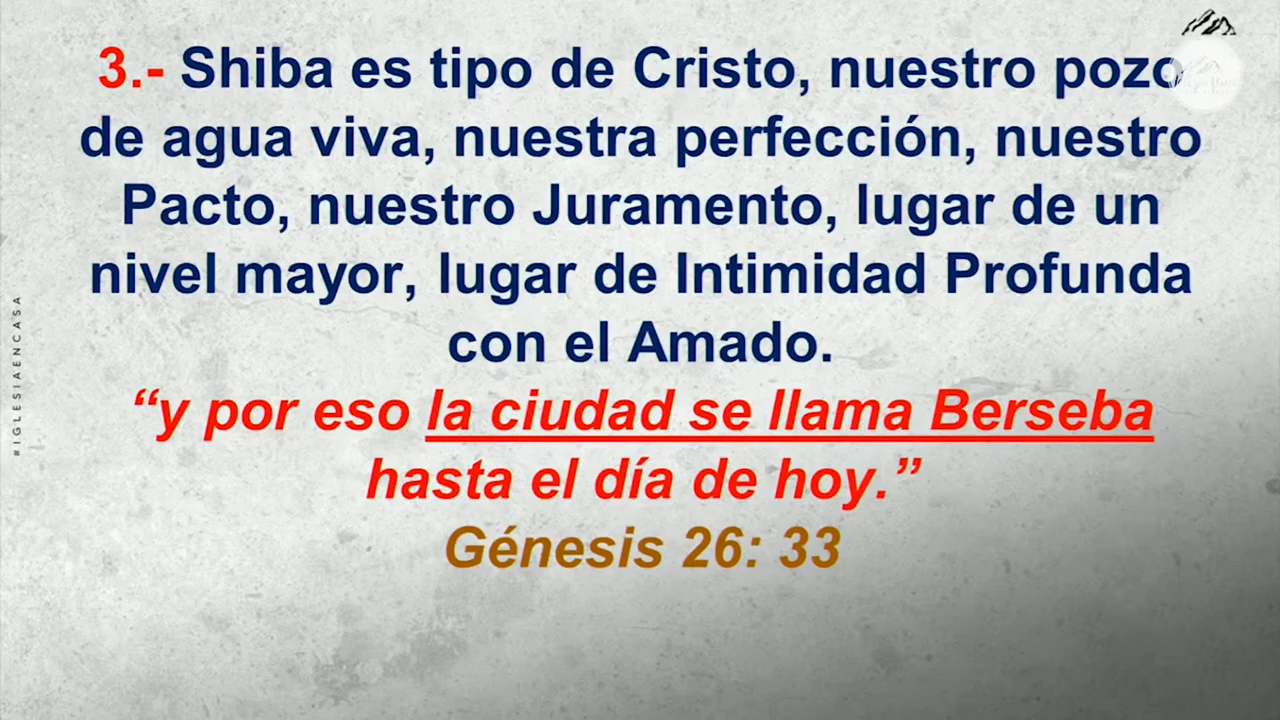 3.- Shiba es tipo de Cristo, nuestro pozo
de agua viva, nuestra perfección, nuestro
Pacto, nuestro Juramento, lugar de un
nivel mayor, lugar de Intimidad Profunda
con el Amado.
“y por eso la ciudad se llama Berseba
hasta el día de hoy.”
Génesis 26: 33
#IGLESIAENCASA